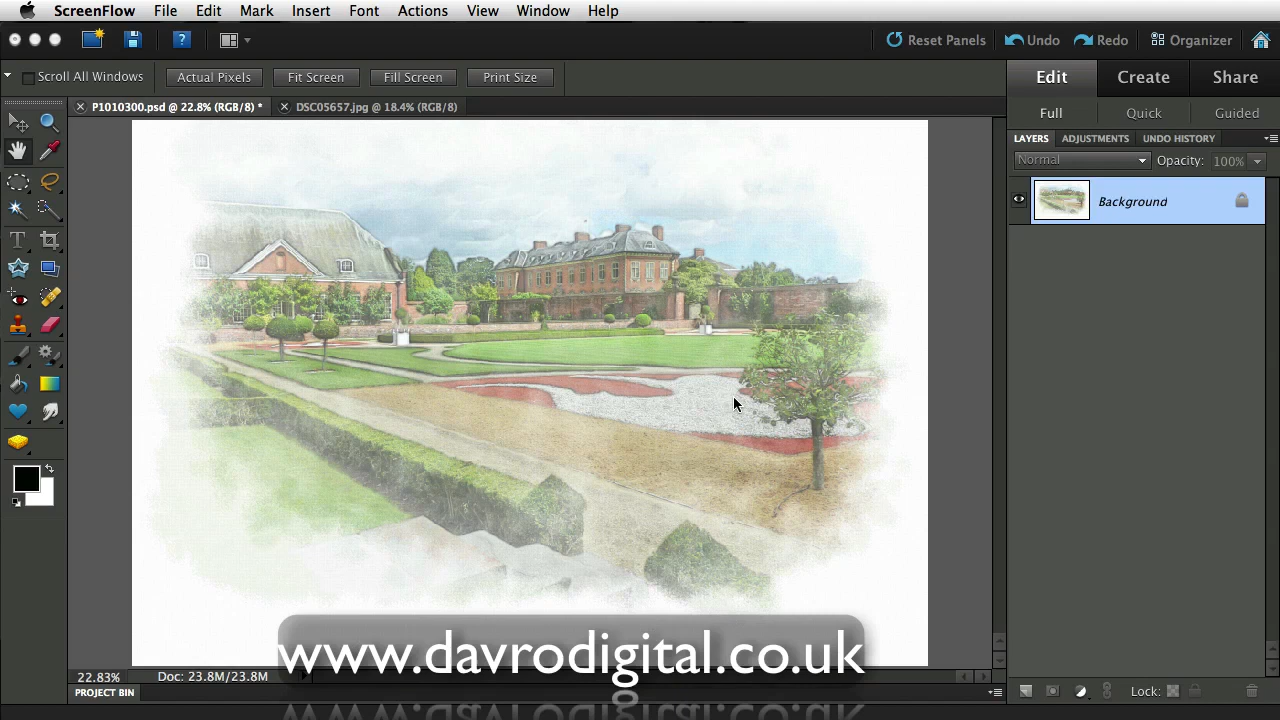 ScreenFlow File Edit Mark Insert Font Actions View Window Help
? Reset Panels Undo Redo Organizer
Scroll All Windows Actual Pixels Fit Screen Fill Screen Print Size
Edit Create Share
P1010300.psd @ 22.8% (RGB/8) * DSC05657.jpg @ 18.4% (RGB/8)
Full Quick Guided
LAYERS ADJUSTMENTS UNDO HISTORY
Normal Opacity: 100%
Background
T
www.davrodigital.co.uk
22.83% Doc: 23.8M/23.8M
PROJECT BIN Lock: